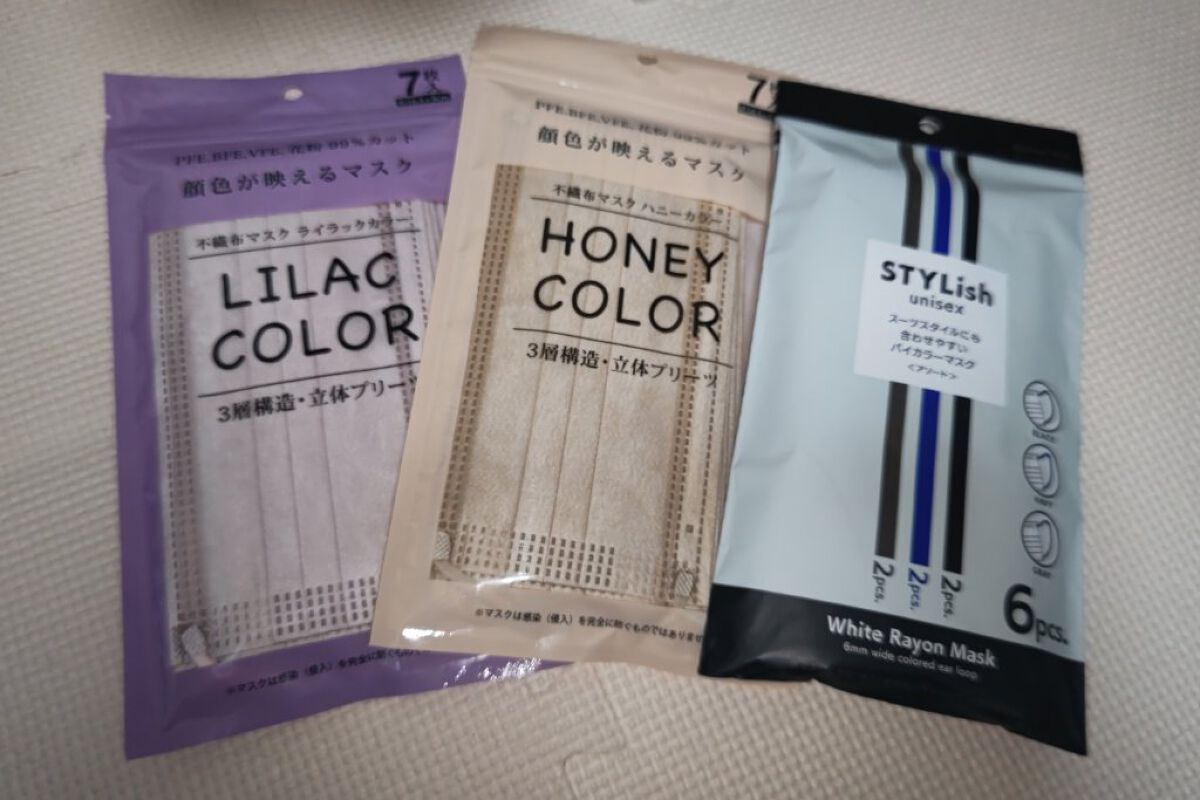 7枚入
PFE.BFE.VFE.花粉 99%カット
顔色が映えるマスク
不織布マスク ライラックカラー
LILAC
COLOR
3層構造・立体プリーツ
※マスクは感染(侵入)を完全に防ぐもので
7
PFE.BFE.VFE.花粉 99%カット
顔色が映えるマスク
不織布マスク ハニーカラー
HONEY
COLOR
3層構造・立体プリーツ
※マスクは感染(侵入)を完全に防ぐものではありませ
STYLish
unisex
スーツスタイルにも
合わせやすい
バイカラーマスク
<アソート>
BLACK
NAVY
GRAY
2pcs.
2pcs.
2pcs.
6pcs.
White Rayon Mask
6mm wide colored ear loop